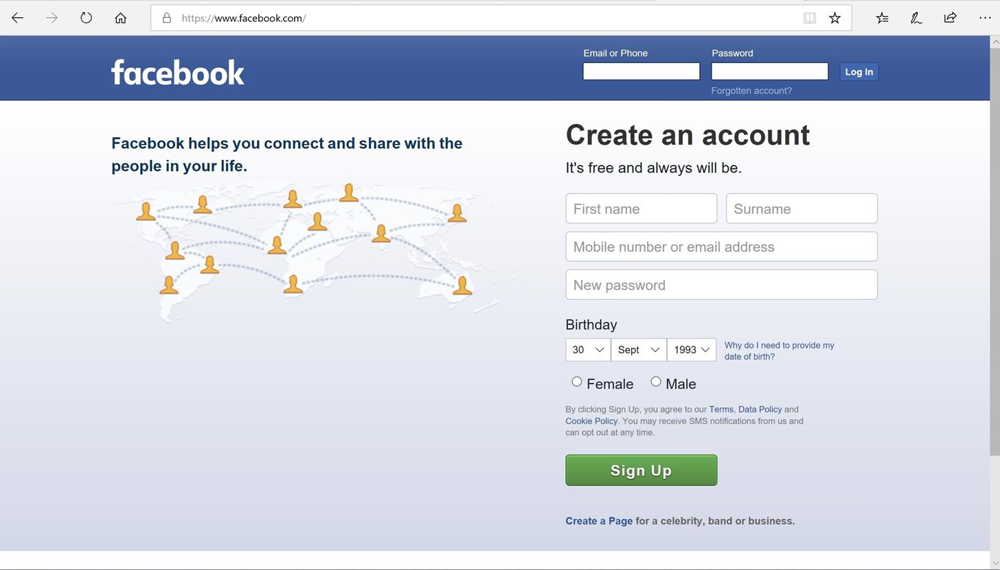 https://www.facebook.com/
facebook
Email or Phone
Password
Log In
Forgotten account?
Facebook helps you connect and share with the
people in your life.
Create an account
It's free and always will be.
First name
Surname
Mobile number or email address
New password
Birthday
30
Sept
1993
Why do I need to provide my
date of birth?
Female
Male
By clicking Sign Up, you agree to our Terms, Data Policy and
Cookie Policy. You may receive SMS notifications from us and
can opt out at any time.
Sign Up
Create a Page for a celebrity, band or business.